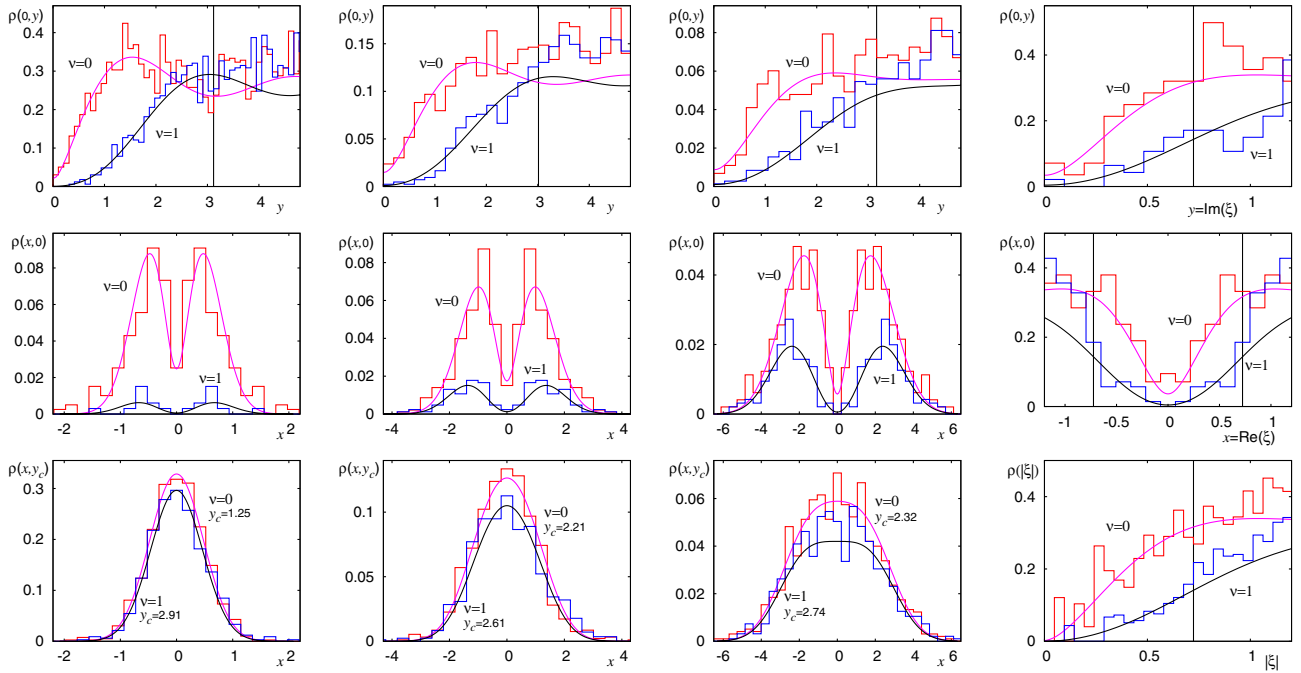 ρ(0,y)
0.4
0.3
0.2
0.1
0
ν=0
ν=1
0 1 2 3 4 y
ρ(0,y)
0.15
0.1
0.05
0
ν=0
ν=1
0 1 2 3 4 y
ρ(0,y)
0.08
0.06
0.04
0.02
0
ν=0
ν=1
0 1 2 3 4 y
ρ(0,y)
0.4
0.2
0
ν=0
ν=1
0 0.5 1
y=Im(ξ)
ρ(x,0)
0.08
0.06
0.04
0.02
0
ν=0
ν=1
-2 -1 0 1 2
x
ρ(x,0)
0.08
0.06
0.04
0.02
0
ν=0
ν=1
-4 -2 0 2 4
x
ρ(x,0)
0.04
0.02
0
ν=0
ν=1
-6 -4 -2 0 2 4 6
x
ρ(x,0)
0.4
0.2
0
ν=0
ν=1
-1 -0.5 0 0.5 1
x=Re(ξ)
ρ(x,y_c)
0.3
0.2
0.1
0
ν=0
y_c=1.25
ν=1
y_c=2.91
-2 -1 0 1 2
x
ρ(x,y_c)
0.1
0.05
0
ν=0
y_c=2.21
ν=1
y_c=2.61
-4 -2 0 2 4
x
ρ(x,y_c)
0.06
0.04
0.02
0
ν=0
y_c=2.32
ν=1
y_c=2.74
-6 -4 -2 0 2 4 6
x
ρ(|ξ|)
0.4
0.2
0
ν=0
ν=1
0 0.5 1
|ξ|